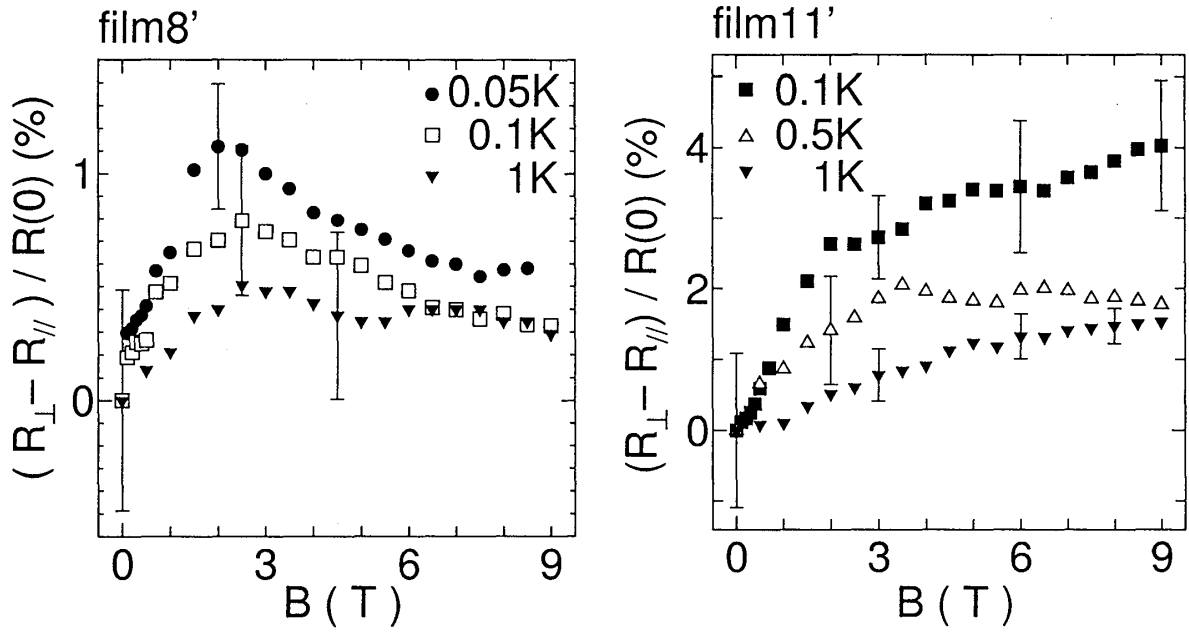 film8'
(R⊥− R//) / R(0) (%)
1
0
0.05K
0.1K
1K
0 3 6 9
B ( T )
film11'
(R⊥− R//) / R(0) (%)
4
2
0
0.1K
0.5K
1K
0 3 6 9
B ( T )